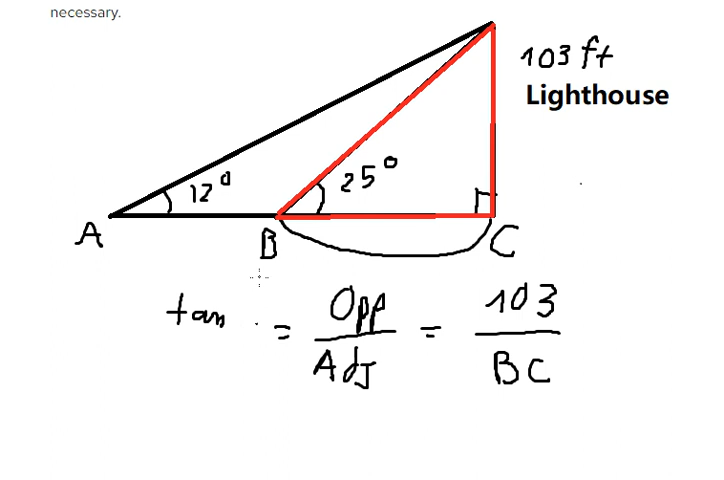 necessary.
103 ft
Lighthouse
12°
25°
A
B
C
tan = Opp/Adj = 103/BC